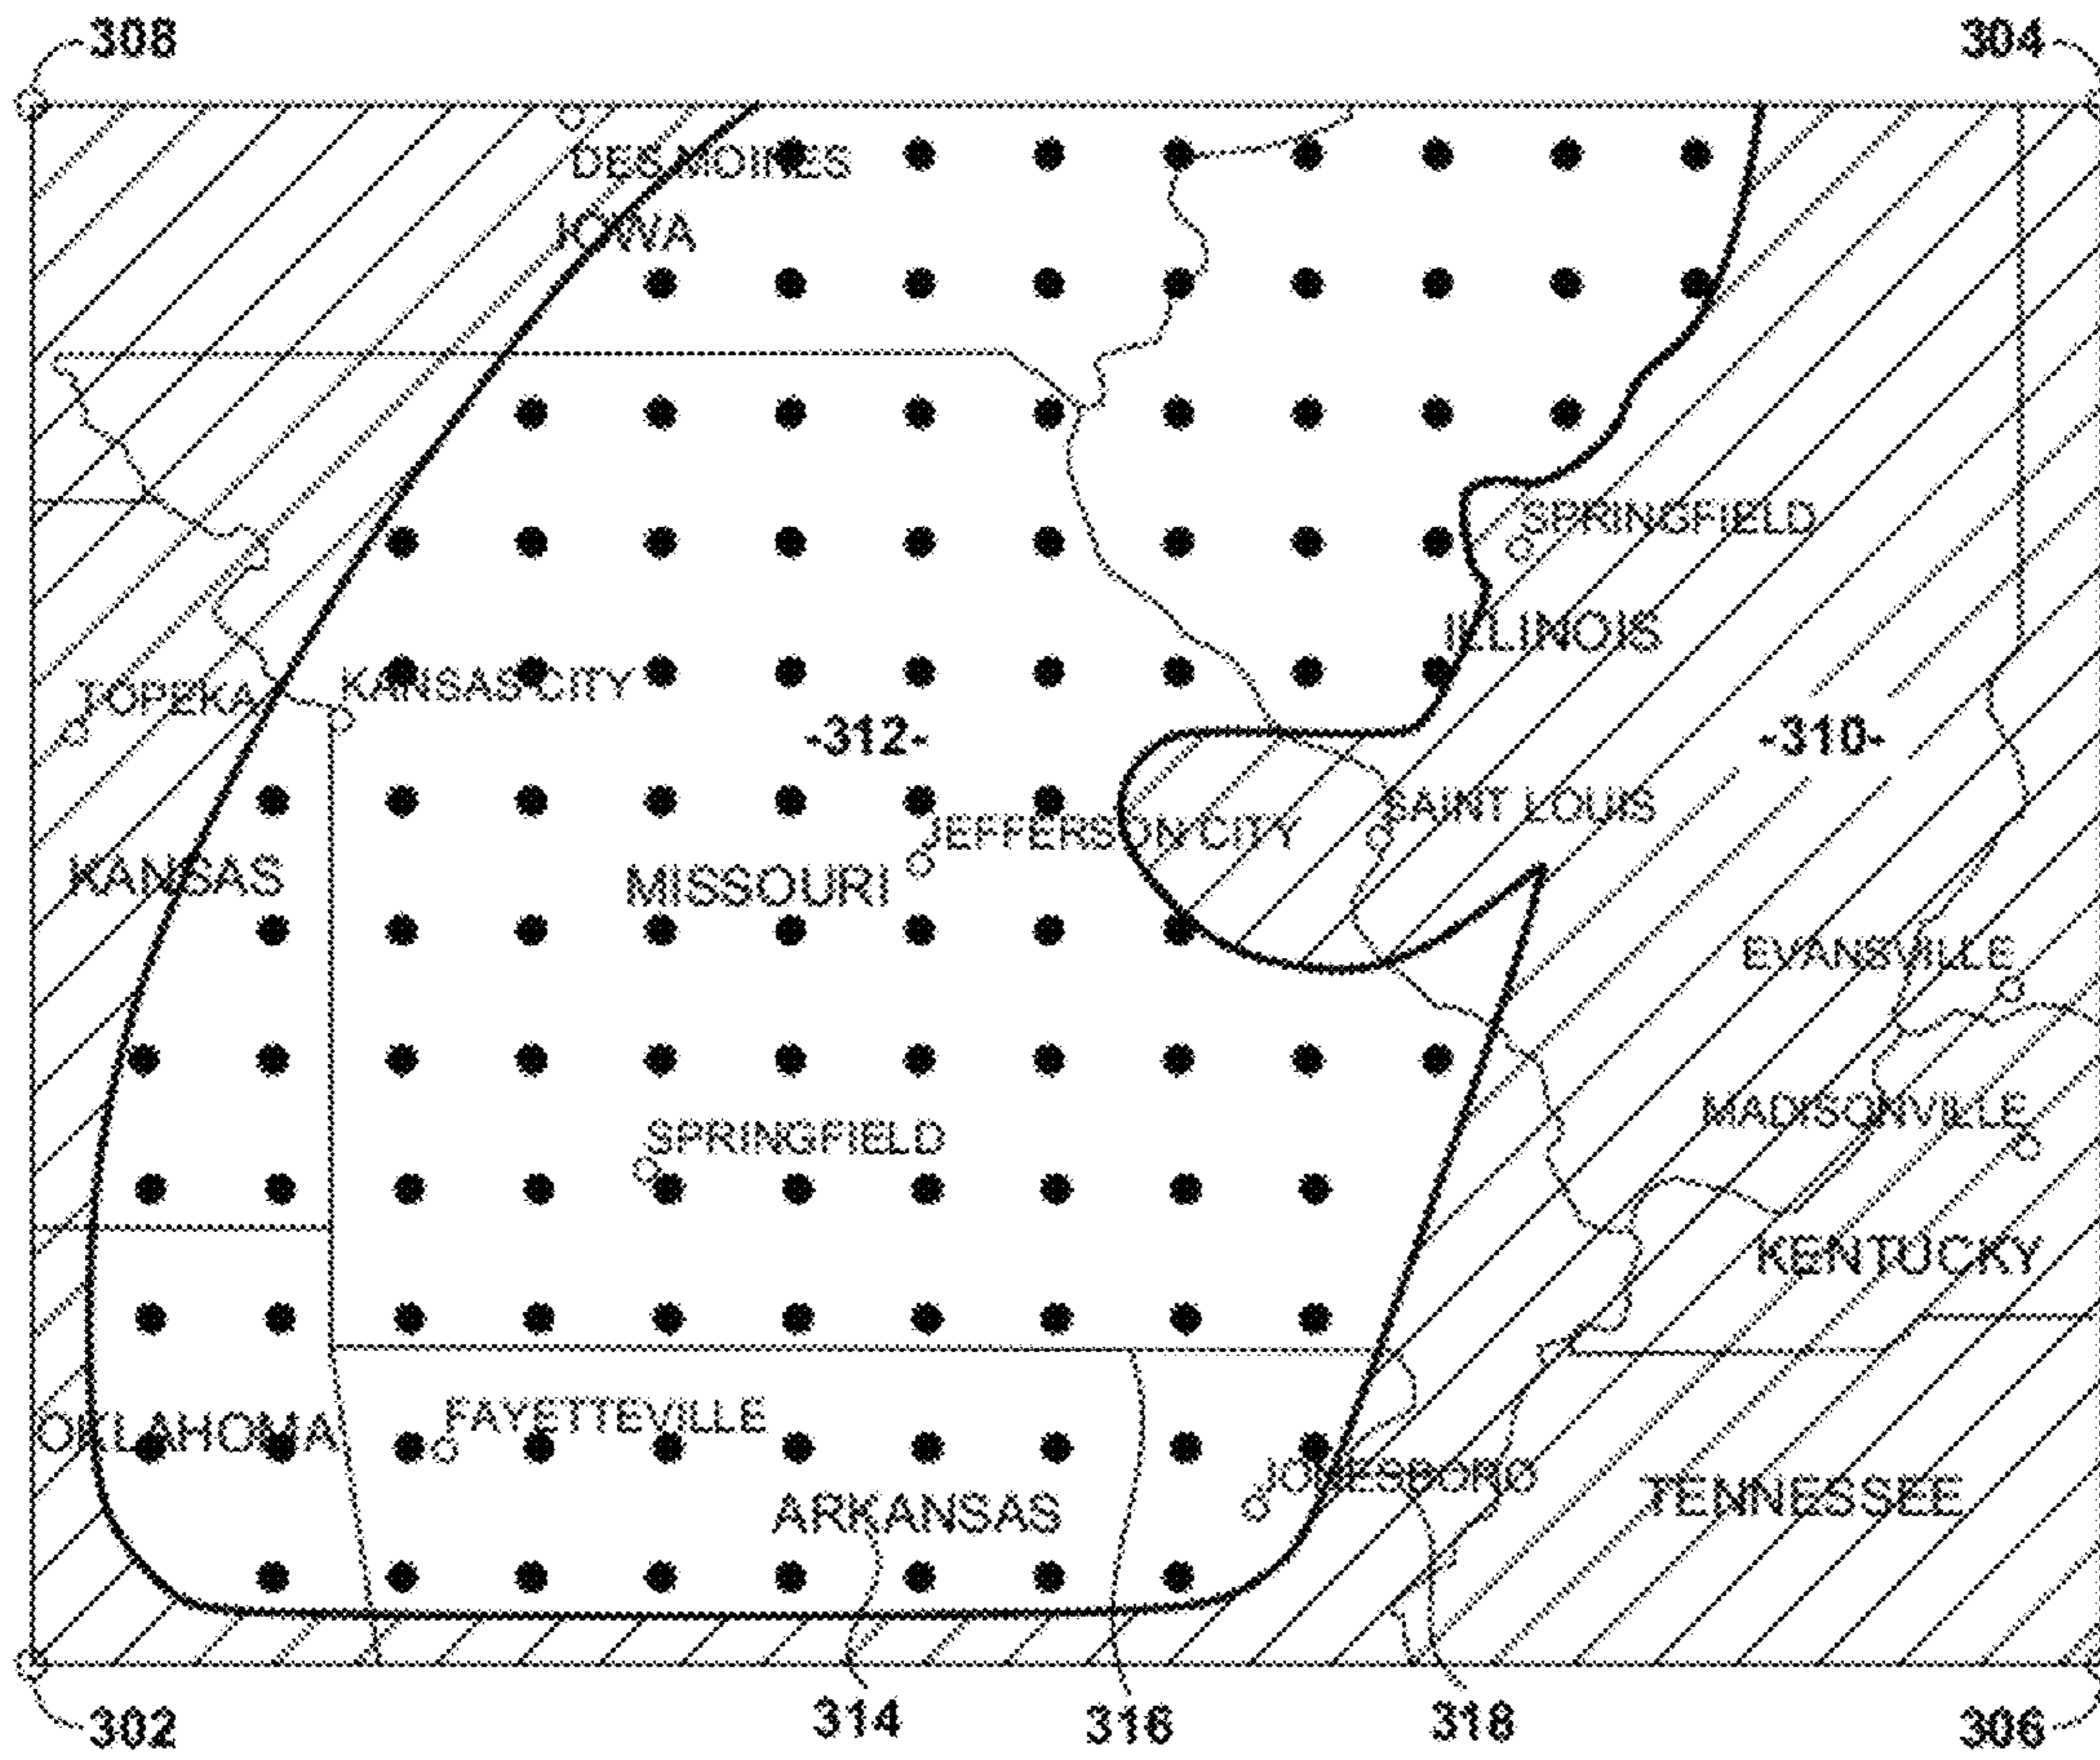 308
304
DES MOINES
IOWA
SPRINGFIELD
ILLINOIS
TOPEKA
KANSAS CITY
-312-
-310-
SAINT LOUIS
JEFFERSON CITY
KANSAS
MISSOURI
EVANSVILLE
MADISONVILLE
SPRINGFIELD
KENTUCKY
FAYETTEVILLE
OKLAHOMA
JONESBORO
TENNESSEE
ARKANSAS
302
314
316
318
306